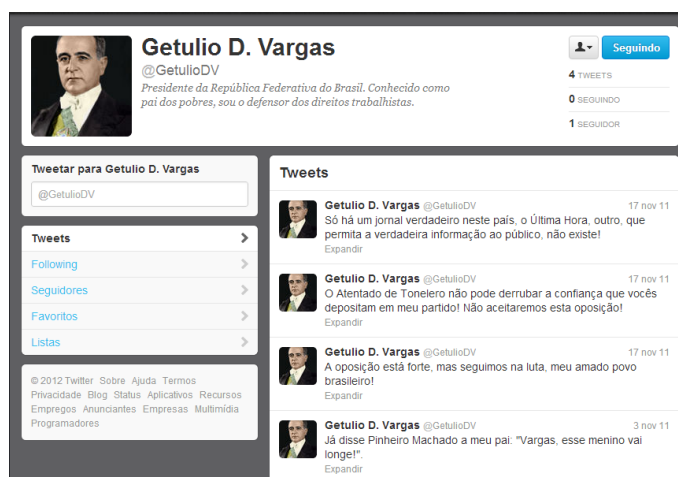 Getulio D. Vargas
@GetulioDV
Presidente da República Federativa do Brasil. Conhecido como
pai dos pobres, sou o defensor dos direitos trabalhistas.
Seguindo
4 TWEETS
0 SEGUINDO
1 SEGUIDOR
Tweetar para Getulio D. Vargas
@GetulioDV
Tweets
Following
Seguidores
Favoritos
Listas
© 2012 Twitter Sobre Ajuda Termos
Privacidade Blog Status Aplicativos Recursos
Empregos Anunciantes Empresas Multimídia
Programadores
Tweets
Getulio D. Vargas @GetulioDV 17 nov 11
Só há um jornal verdadeiro neste país, o Última Hora, outro, que
permita a verdadeira informação ao público, não existe!
Expandir
Getulio D. Vargas @GetulioDV 17 nov 11
O Atentado de Tonelero não pode derrubar a confiança que vocês
depositam em meu partido! Não aceitaremos esta oposição!
Expandir
Getulio D. Vargas @GetulioDV 17 nov 11
A oposição está forte, mas seguimos na luta, meu amado povo
brasileiro!
Expandir
Getulio D. Vargas @GetulioDV 3 nov 11
Já disse Pinheiro Machado a meu pai: "Vargas, esse menino vai
longe!".
Expandir